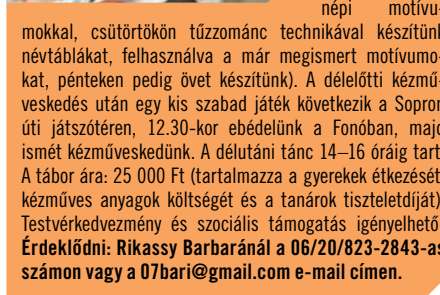 népi motívu-
mokkal, csütörtökön tűzzománc technikával készítünk
névtáblákat, felhasználva a már megismert motívumo-
kat, pénteken pedig övet készítünk). A délelőtti kézmű-
veskedés után egy kis szabad játék következik a Sopron
úti játszótéren, 12.30-kor ebédelünk a Fonóban, majd
ismét kézműveskedünk. A délutáni tánc 14–16 óráig tart.
A tábor ára: 25 000 Ft (tartalmazza a gyerekek étkezését,
kézműves anyagok költségét és a tanárok tiszteletdíját).
Testvérkedvezmény és szociális támogatás igényelhető.
Érdeklődni: Rikassy Barbaránál a 06/20/823-2843-as
számon vagy a 07bari@gmail.com e-mail címen.